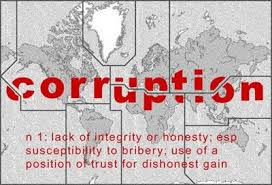 corruption
n 1: lack of integrity or honesty; esp
susceptibility to bribery; use of a
position of trust for dishonest gain